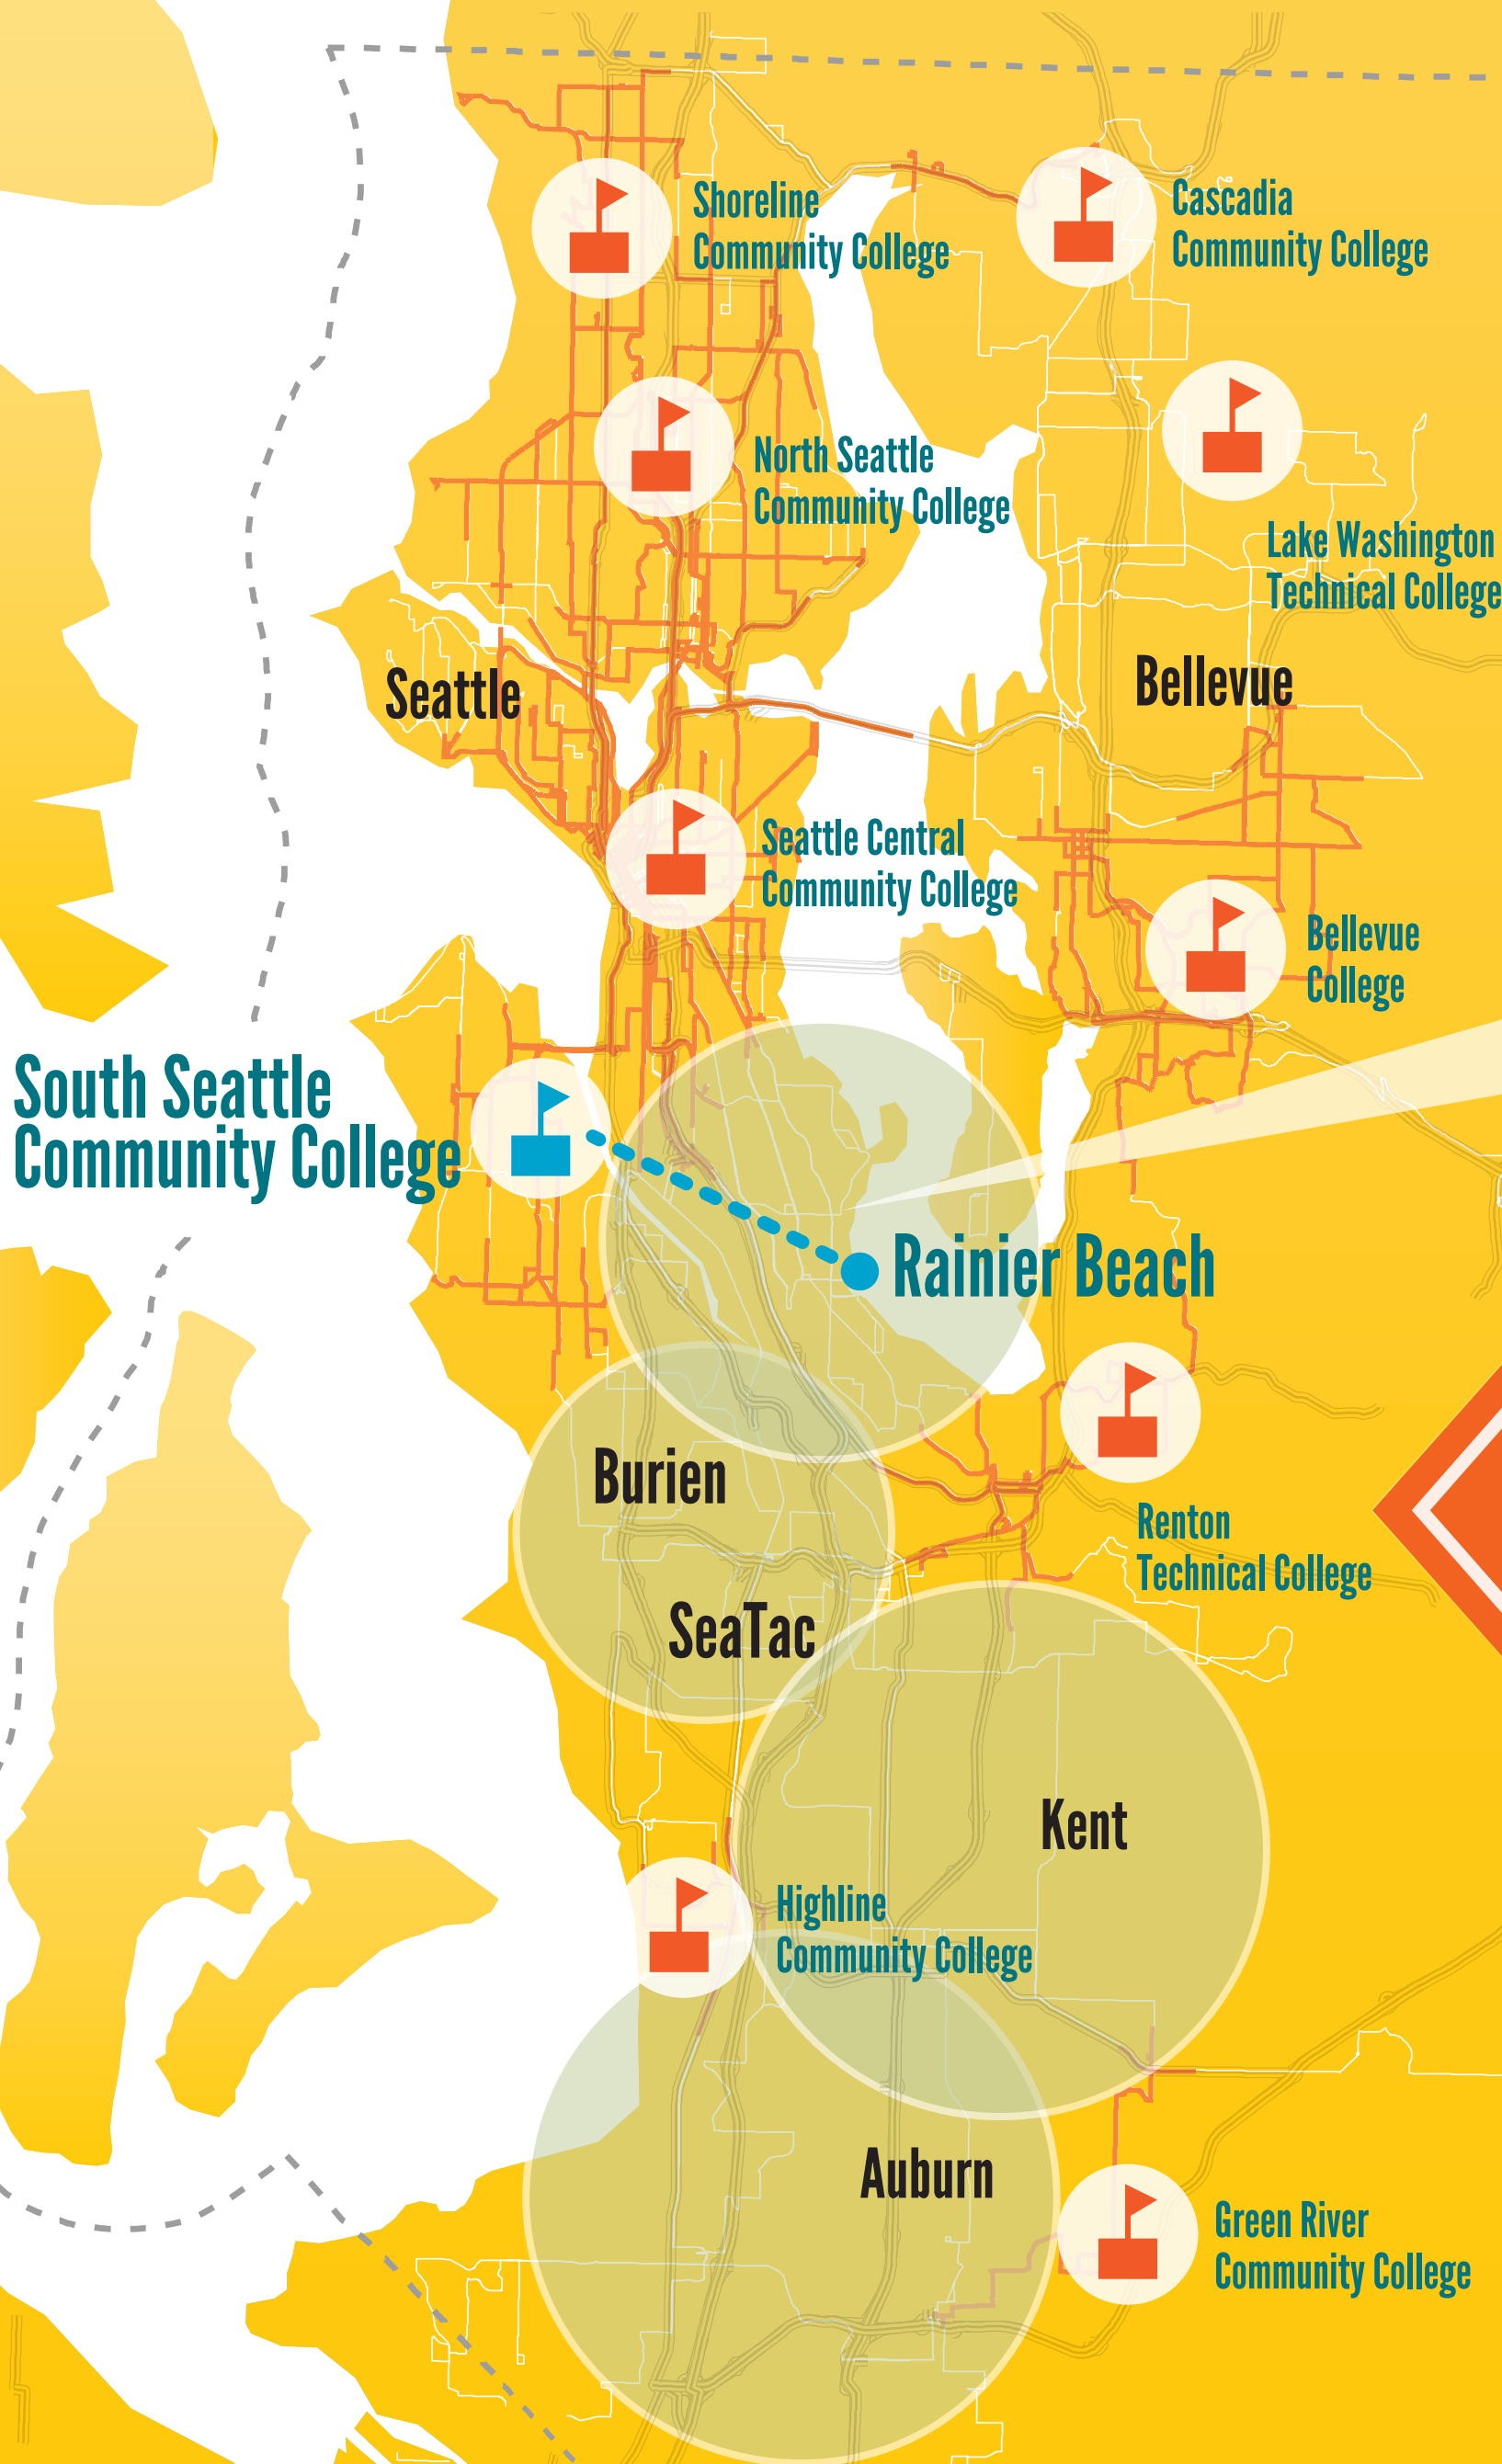 Shoreline
Community College
Cascadia
Community College
North Seattle
Community College
Lake Washington
Technical College
Seattle
Bellevue
Seattle Central
Community College
Bellevue
College
South Seattle
Community College
Rainier Beach
Burien
Renton
Technical College
SeaTac
Kent
Highline
Community College
Auburn
Green River
Community College